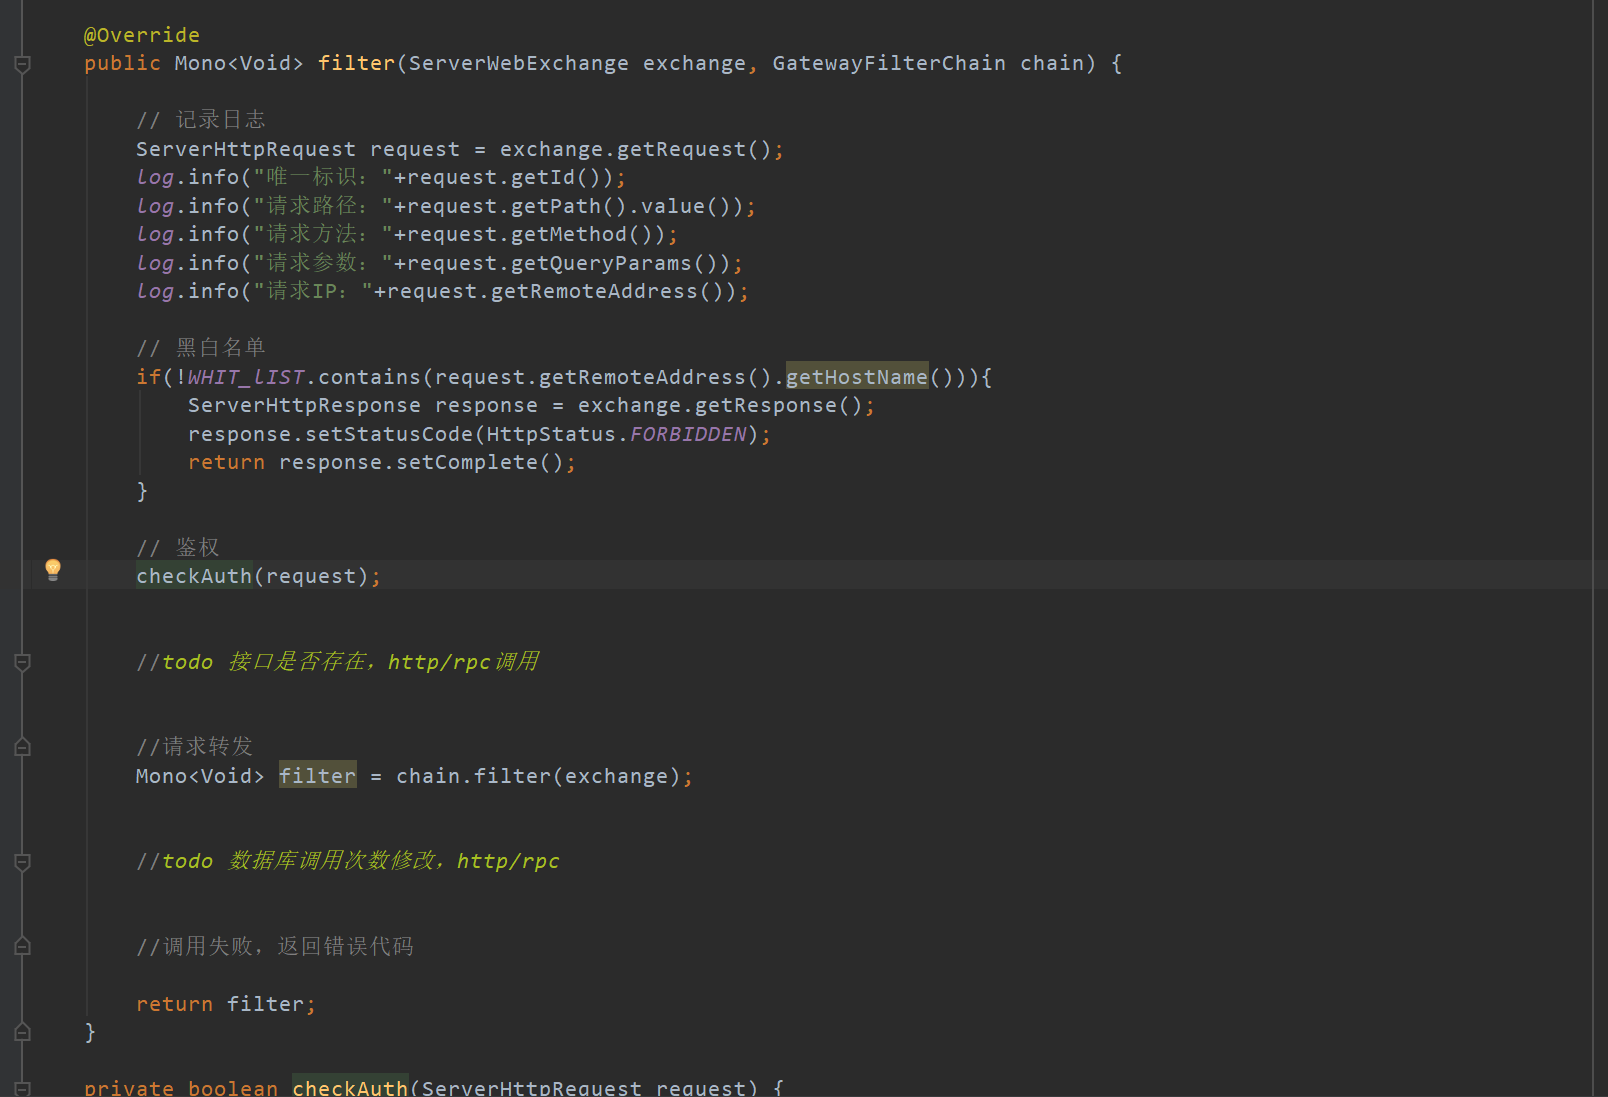 @Override
public Mono<Void> filter(ServerWebExchange exchange, GatewayFilterChain chain) {
// 记录日志
ServerHttpRequest request = exchange.getRequest();
log.info("唯一标识："+request.getId());
log.info("请求路径："+request.getPath().value());
log.info("请求方法："+request.getMethod());
log.info("请求参数："+request.getQueryParams());
log.info("请求IP："+request.getRemoteAddress());
// 黑白名单
if(!WHIT_lIST.contains(request.getRemoteAddress().getHostName())){
ServerHttpResponse response = exchange.getResponse();
response.setStatusCode(HttpStatus.FORBIDDEN);
return response.setComplete();
}
// 鉴权
checkAuth(request);
//todo 接口是否存在，http/rpc调用
//请求转发
Mono<Void> filter = chain.filter(exchange);
//todo 数据库调用次数修改，http/rpc
//调用失败，返回错误代码
return filter;
}
private boolean checkAuth(ServerHttpRequest request) {